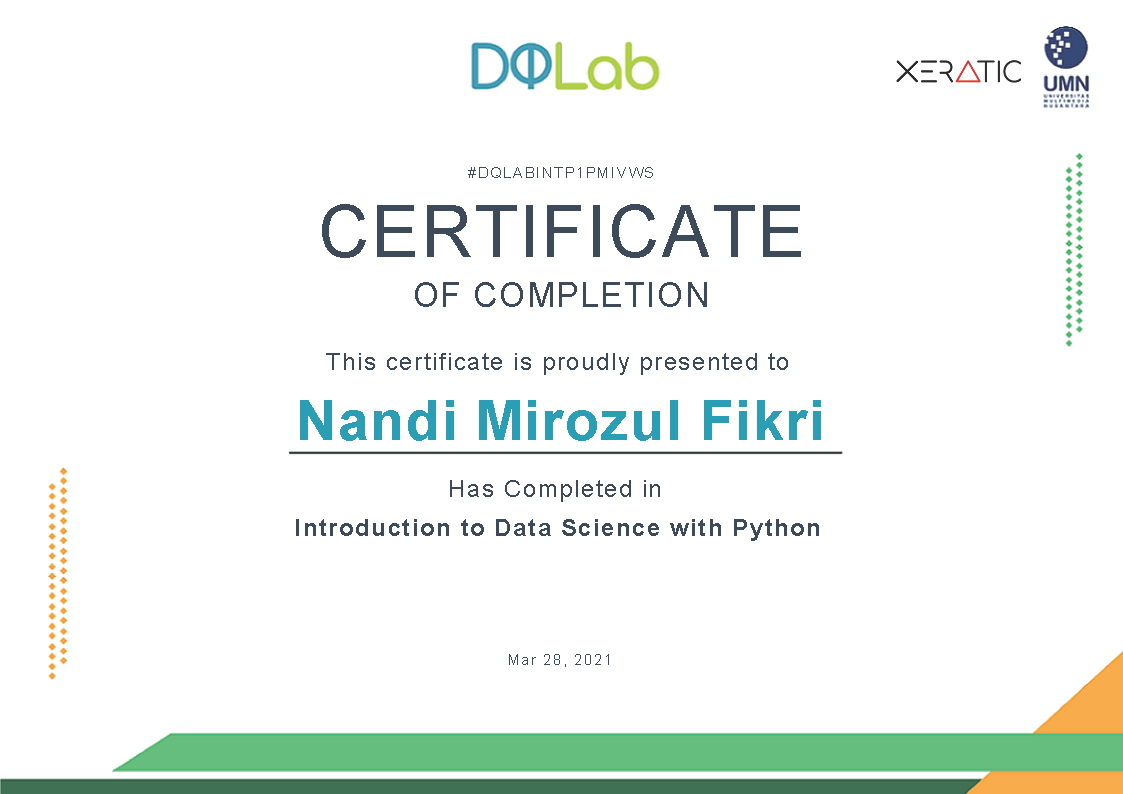 DQLab
XERATIC
UMN
UNIVERSITAS
MULTIMEDIA
NUSANTARA
#DQLABINTP1PMIVWS
CERTIFICATE
OF COMPLETION
This certificate is proudly presented to
Nandi Mirozul Fikri
Has Completed in
Introduction to Data Science with Python
Mar 28, 2021